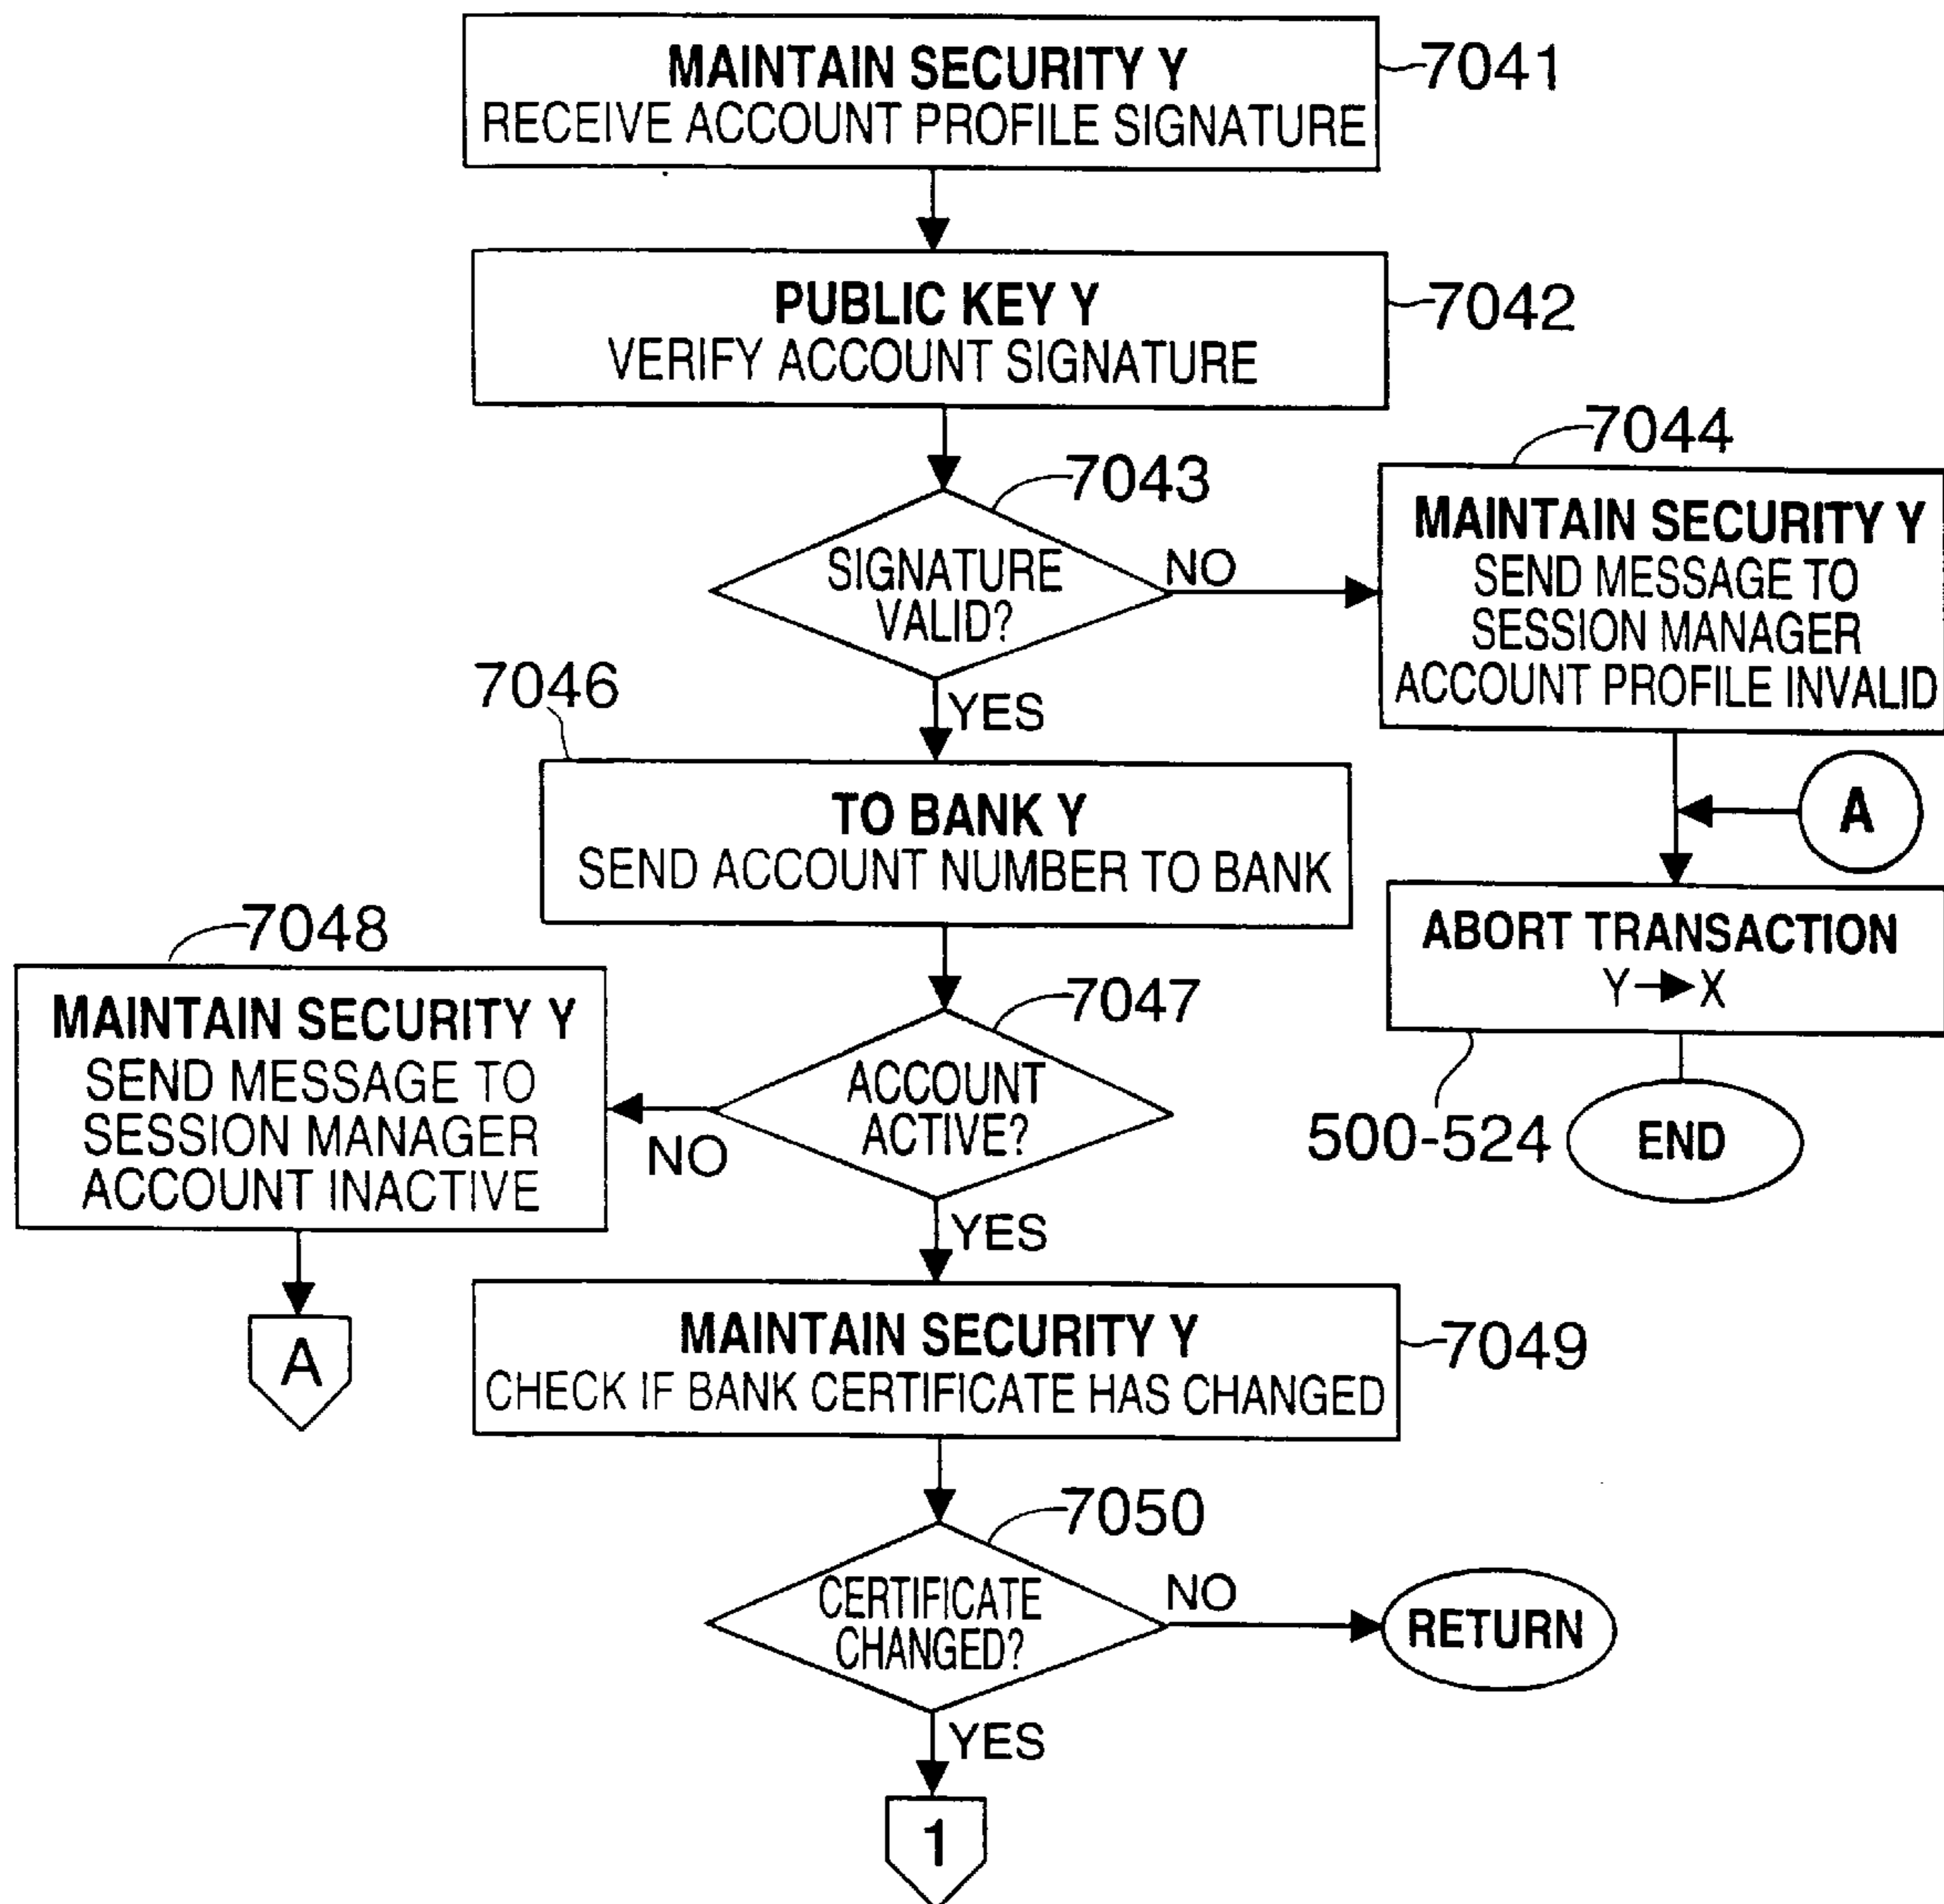 MAINTAIN SECURITY Y
RECEIVE ACCOUNT PROFILE SIGNATURE
7041
PUBLIC KEY Y
VERIFY ACCOUNT SIGNATURE
7042
7043
SIGNATURE
VALID?
NO
YES
7044
MAINTAIN SECURITY Y
SEND MESSAGE TO
SESSION MANAGER
ACCOUNT PROFILE INVALID
A
ABORT TRANSACTION
Y X
500-524
END
7046
TO BANK Y
SEND ACCOUNT NUMBER TO BANK
7047
ACCOUNT
ACTIVE?
NO
YES
7048
MAINTAIN SECURITY Y
SEND MESSAGE TO
SESSION MANAGER
ACCOUNT INACTIVE
A
MAINTAIN SECURITY Y
CHECK IF BANK CERTIFICATE HAS CHANGED
7049
7050
CERTIFICATE
CHANGED?
NO
RETURN
YES
1